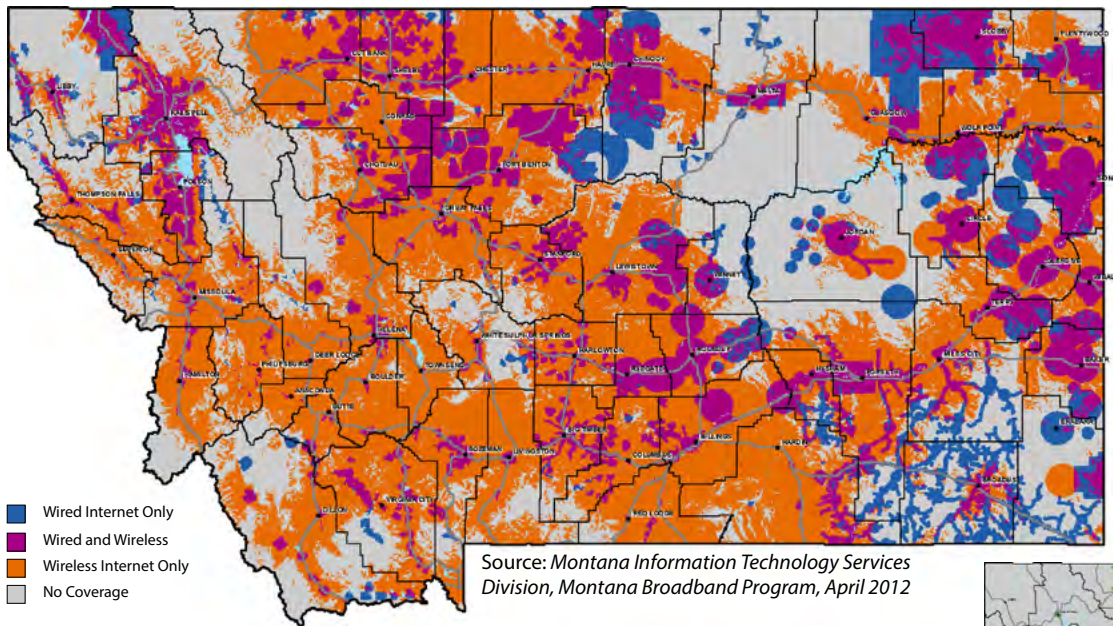 SCOBEY
PLENTYWOOD
CUT BANK
SHELBY
CHESTER
HAVRE
CHINOOK
LIBBY
MALTA
KALISPELL
CONRAD
GLASGOW
WOLF POINT
CHOTEAU
FORT BENTON
POLSON
THOMPSON FALLS
GREAT FALLS
CIRCLE
JORDAN
SUPERIOR
STANFORD
LEWISTOWN
WINNETT
GLENDIVE
MISSOULA
TERRY
HELENA
WHITE SULPHUR SPRINGS
DEER LODGE
HARLOWTON
ROUNDUP
MILES CITY
BAKER
PHILIPSBURG
TOWNSEND
RYEGATE
HYSHAM
FORSYTH
HAMILTON
BOULDER
ANACONDA
BUTTE
EKALAKA
BIG TIMBER
BILLINGS
HARDIN
BOZEMAN
LIVINGSTON
COLUMBUS
BROADUS
VIRGINIA CITY
DILLON
RED LODGE
Wired Internet Only
Wired and Wireless
Wireless Internet Only
No Coverage
Source: Montana Information Technology Services
Division, Montana Broadband Program, April 2012